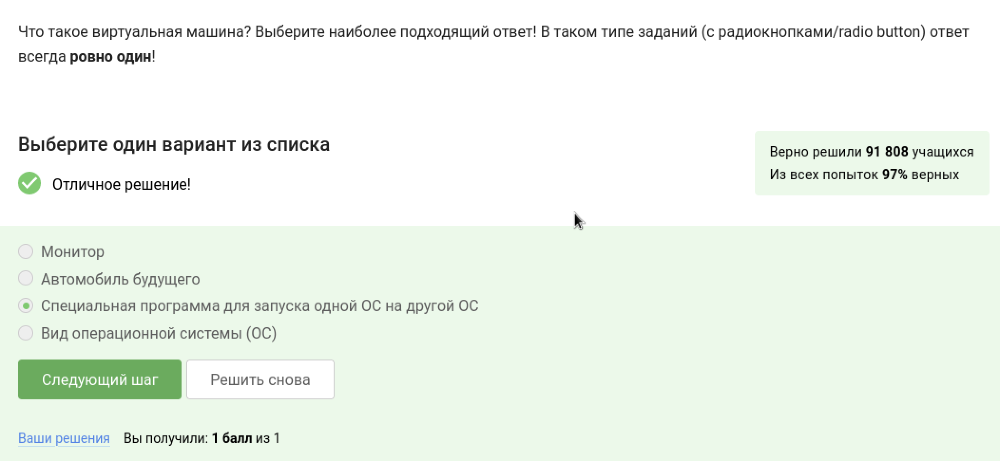 Что такое виртуальная машина? Выберите наиболее подходящий ответ! В таком типе заданий (с радиокнопками/radio button) ответ
всегда ровно один!
Выберите один вариант из списка
Отличное решение!
Верно решили 91 808 учащихся
Из всех попыток 97% верных
Монитор
Автомобиль будущего
Специальная программа для запуска одной ОС на другой ОС
Вид операционной системы (ОС)
Следующий шаг
Решить снова
Ваши решения Вы получили: 1 балл из 1